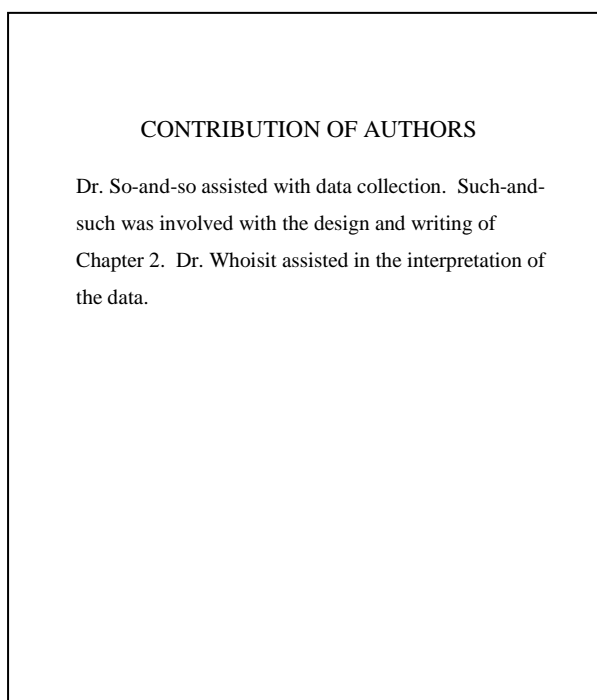 CONTRIBUTION OF AUTHORS
Dr. So-and-so assisted with data collection.  Such-and-
such was involved with the design and writing of
Chapter 2.  Dr. Whoisit assisted in the interpretation of
the data.